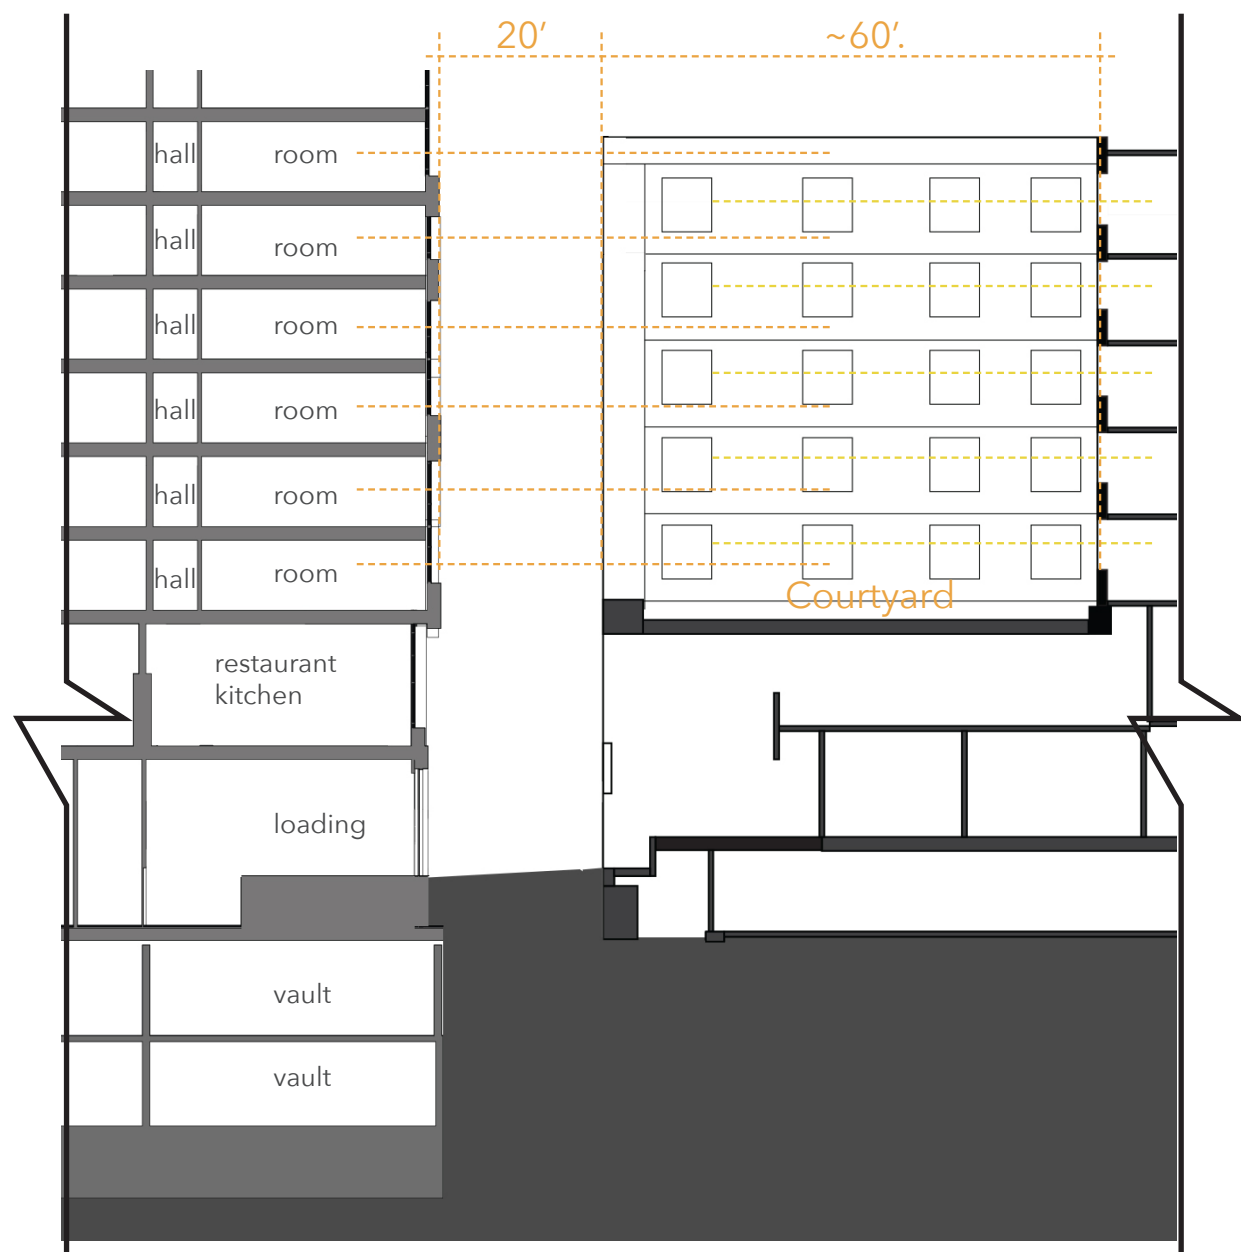 20′
~60′.
hall room
hall room
hall room
hall room
hall room
hall room
Courtyard
restaurant
kitchen
loading
vault
vault